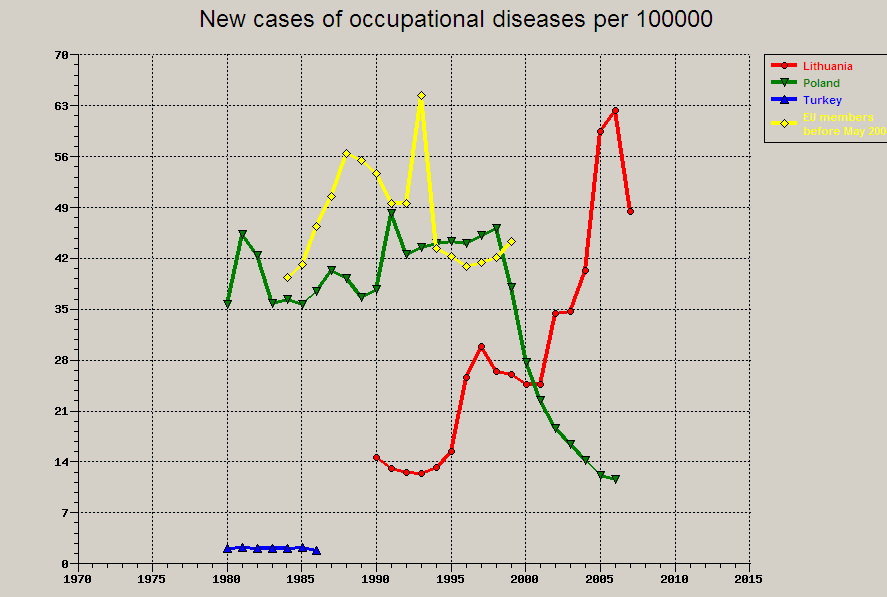 New cases of occupational diseases per 100000
70
63
56
49
42
35
28
21
14
7
0
1970 1975 1980 1985 1990 1995 2000 2005 2010 2015
Lithuania
Poland
Turkey
EU members
before May